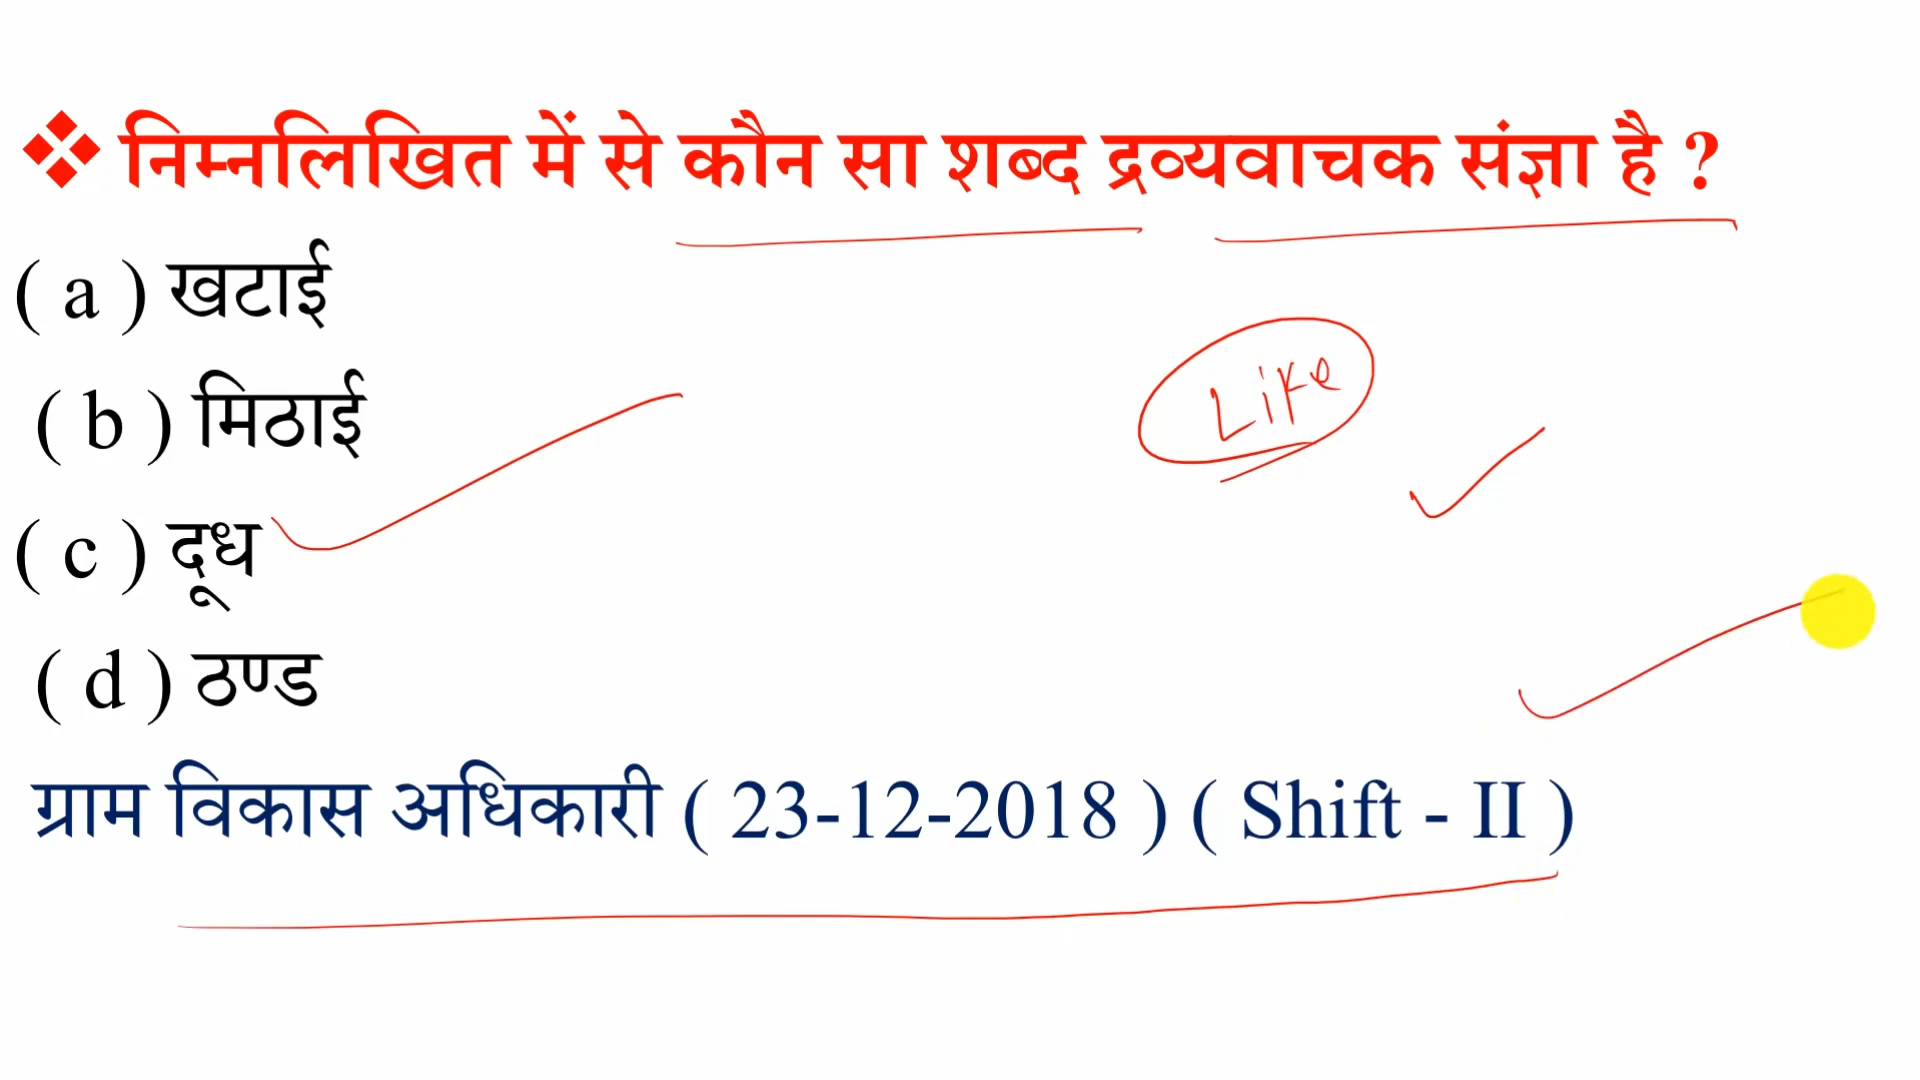 ❖ निम्नलिखित में से कौन सा शब्द द्रव्यवाचक संज्ञा है ?
( a ) खटाई
( b ) मिठाई
Like
( c ) दूध
( d ) ठण्ड
ग्राम विकास अधिकारी ( 23-12-2018 ) ( Shift - II )